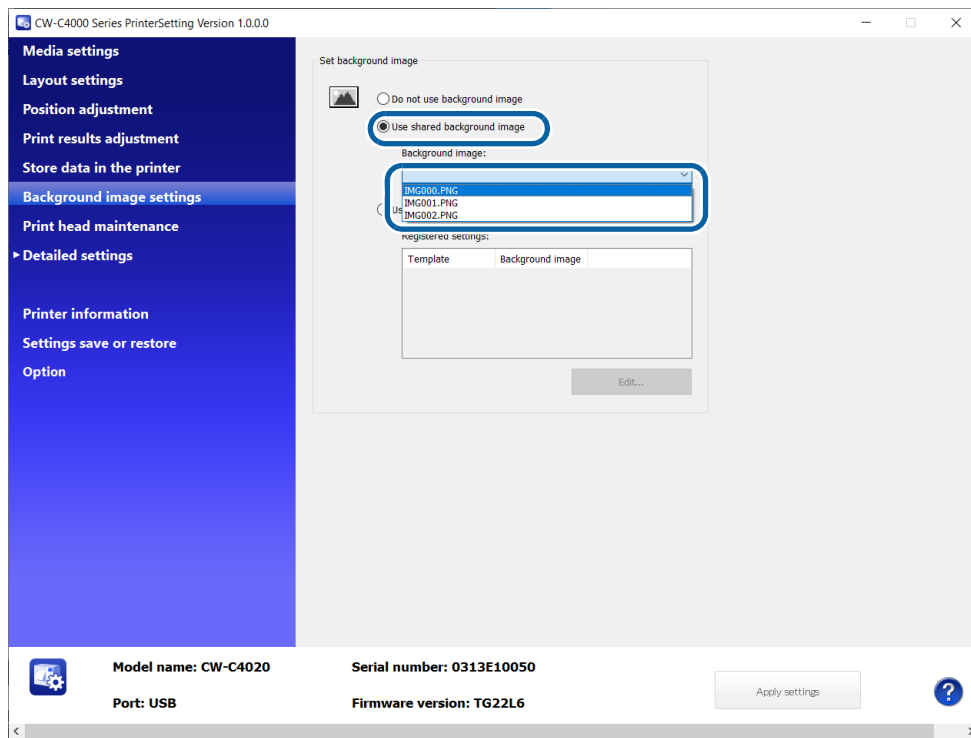 CW-C4000 Series PrinterSetting Version 1.0.0.0
Media settings
Layout settings
Position adjustment
Print results adjustment
Store data in the printer
Background image settings
Print head maintenance
Detailed settings
Printer information
Settings save or restore
Option
Set background image
Do not use background image
Use shared background image
Background image:
IMG000.PNG
IMG001.PNG
IMG002.PNG
Registered settings:
Template Background image
Edit...
Model name: CW-C4020 Serial number: 0313E10050
Port: USB Firmware version: TG22L6
Apply settings
?